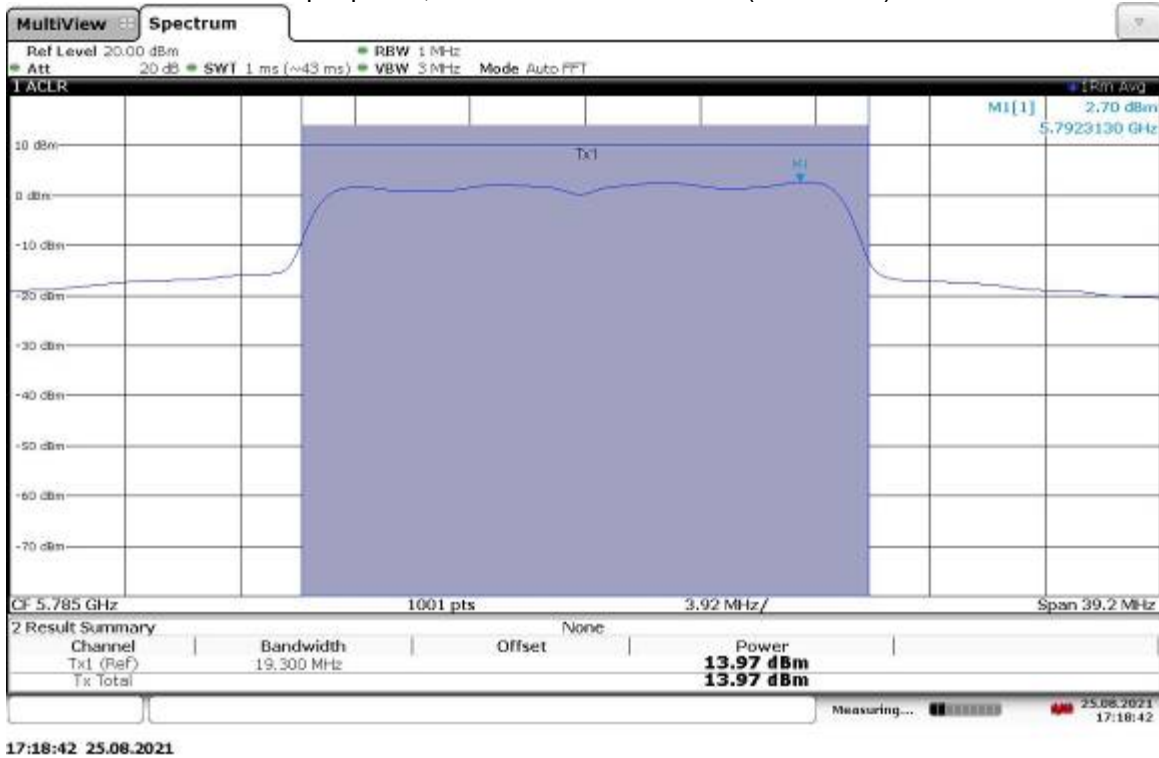 MultiView Spectrum
Ref Level 20.00 dBm RBW 1 MHz
Att 20 dB SWT 1 ms (~43 ms) VBW 3 MHz Mode Auto FFT
1 ACLR 1Rm Avg
M1[1] 2.70 dBm
5.7923130 GHz
10 dBm
Tx1
M1
0 dBm
-10 dBm
-20 dBm
-30 dBm
-40 dBm
-50 dBm
-60 dBm
-70 dBm
CF 5.785 GHz 1001 pts 3.92 MHz/ Span 39.2 MHz
2 Result Summary None
Channel Bandwidth Offset Power
Tx1 (Ref) 19.300 MHz 13.97 dBm
Tx Total 13.97 dBm
Measuring... 25.08.2021
17:18:42
17:18:42 25.08.2021